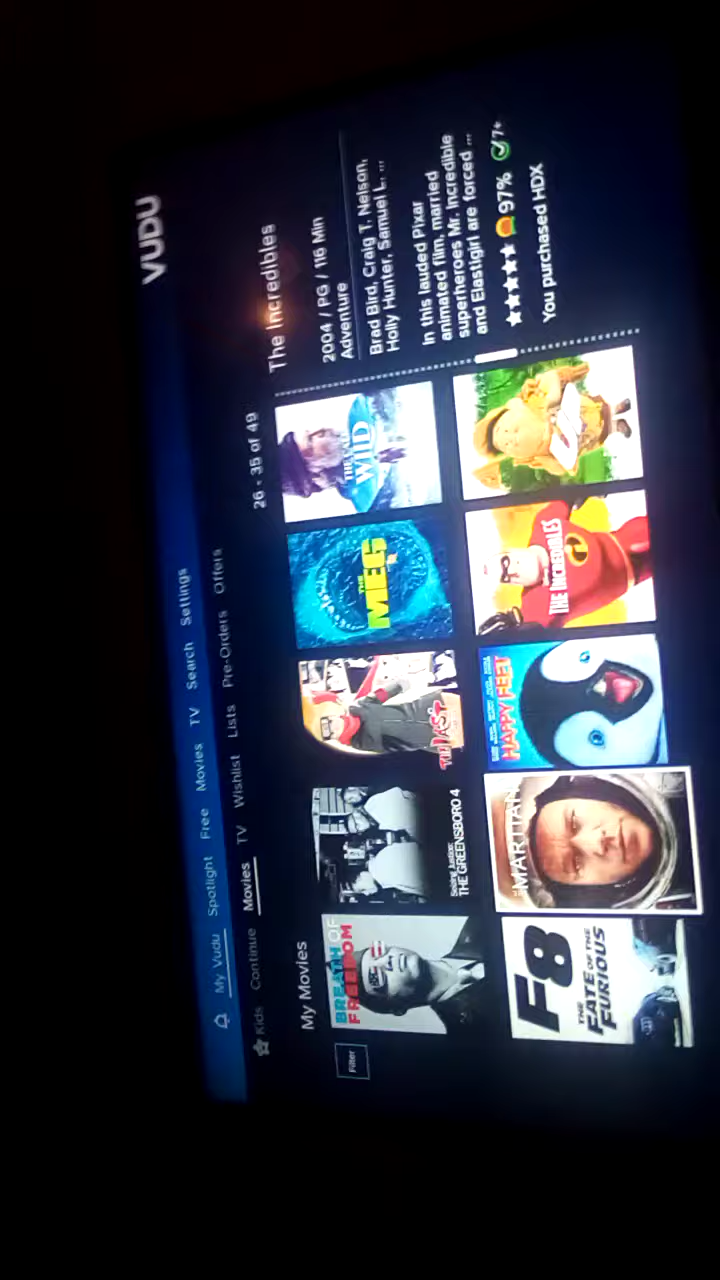 VUDU
My Vudu Spotlight Free Movies TV Search Settings
Kids Continue Movies TV Wishlist Lists Pre-Orders Offers
My Movies
26 - 35 of 49
Filter
BREATH OF
FREEDOM
Seeing Justice:
THE GREENSBORO 4
THE LAST
THE
MEG
WILD
F8
THE
FATE OF THE
FURIOUS
MARTIAN
HAPPY FEET
THE INCREDIBLES
The Incredibles
2004 / PG / 116 Min
Adventure
Brad Bird, Craig T. Nelson,
Holly Hunter, Samuel L. ...
In this lauded Pixar
animated film, married
superheroes Mr. Incredible
and Elastigirl are forced ...
97% 7+
You purchased HDX